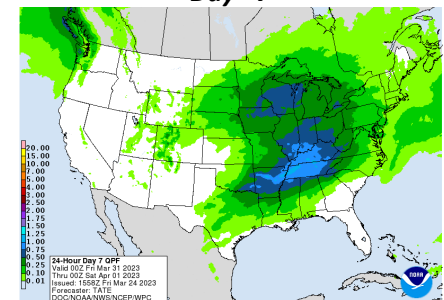 20.00
15.00
10.00
7.00
5.00
4.00
3.00
2.50
2.00
1.75
1.50
1.25
1.00
0.75
0.50
0.25
0.10
0.01
24-Hour Day 7 QPF
Valid 00Z Fri Mar 31 2023
Thru 00Z Sat Apr 01 2023
Issued: 1558Z Fri Mar 24 2023
Forecaster: TATE
DOC/NOAA/NWS/NCEP/WPC
NOAA